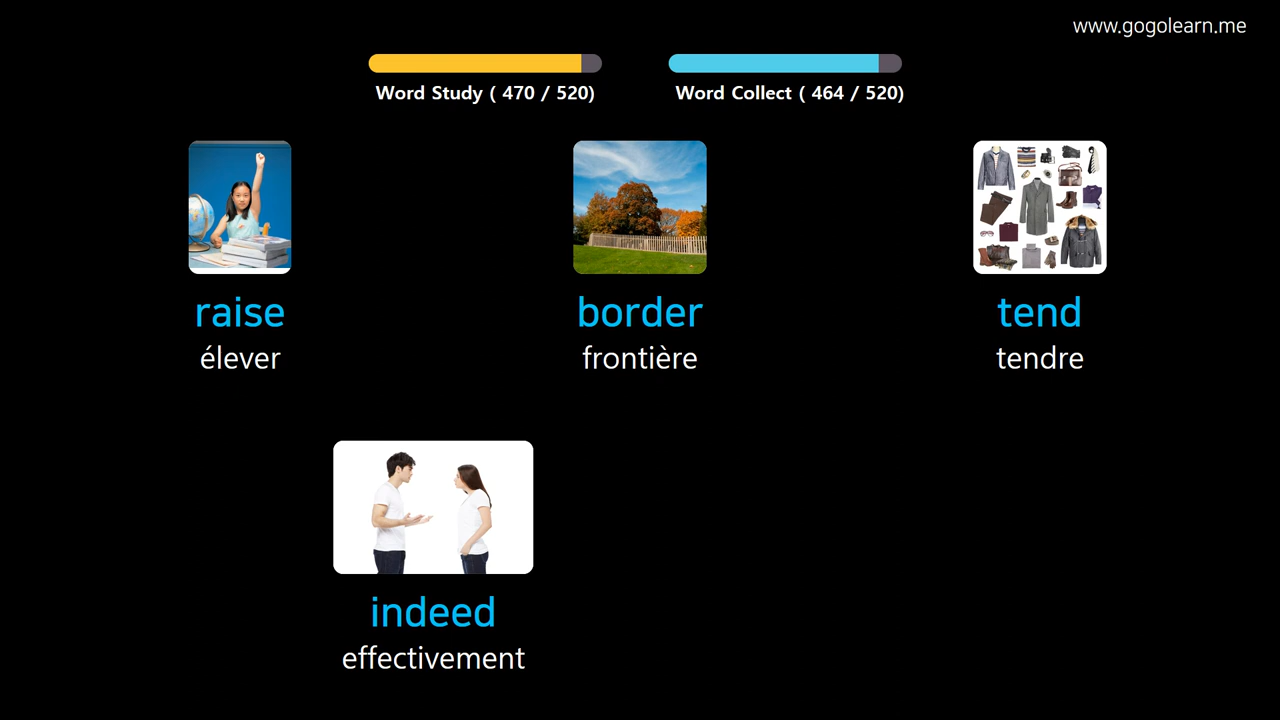 www.gogolearn.me
Word Study ( 470 / 520)
Word Collect ( 464 / 520)
raise
élever
border
frontière
tend
tendre
indeed
effectivement